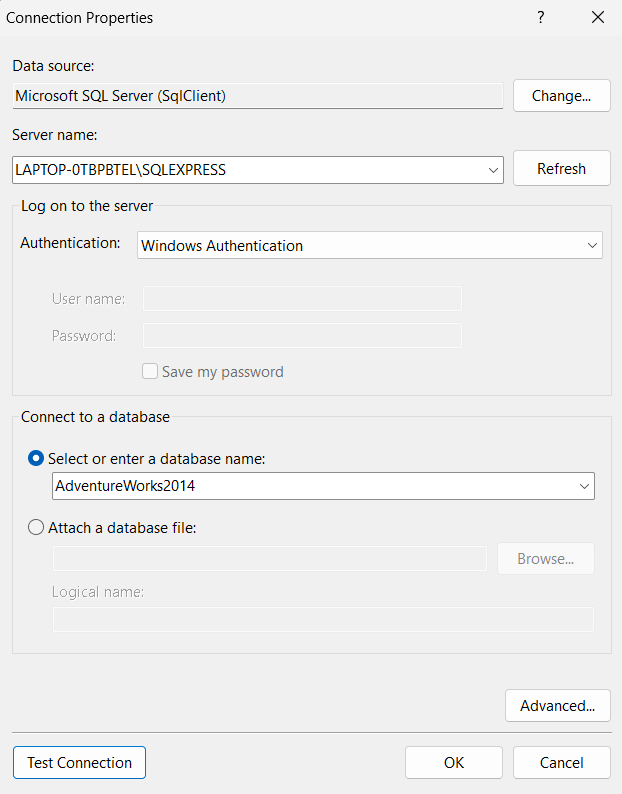 Connection Properties ?
Data source:
Microsoft SQL Server (SqlClient) Change...
Server name:
LAPTOP-0TBPBTEL\SQLEXPRESS Refresh
Log on to the server
Authentication: Windows Authentication
User name:
Password:
Save my password
Connect to a database
Select or enter a database name:
AdventureWorks2014
Attach a database file:
Browse...
Logical name:
Advanced...
Test Connection OK Cancel